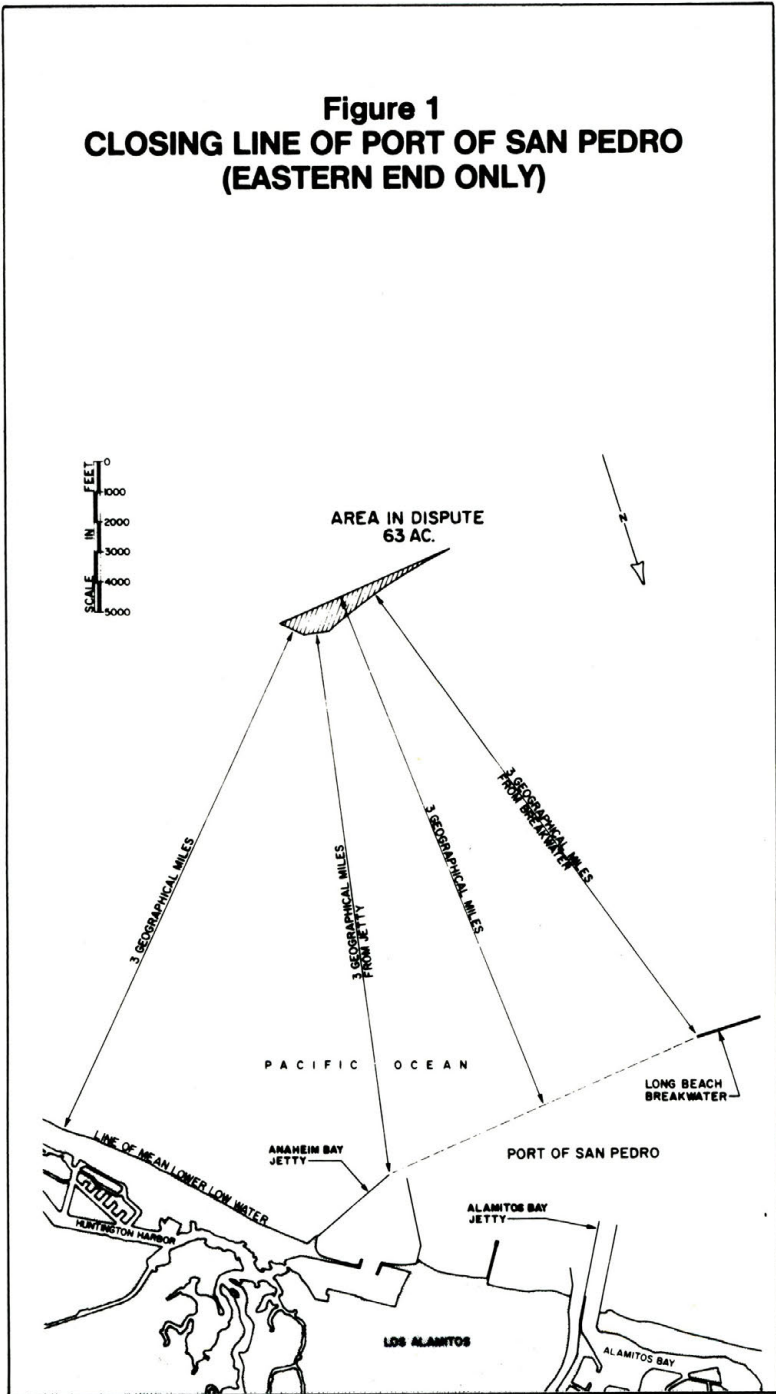 Figure 1
CLOSING LINE OF PORT OF SAN PEDRO
(EASTERN END ONLY)
SCALE IN FEET
0
1000
2000
3000
4000
5000
AREA IN DISPUTE
63 AC.
N
3 GEOGRAPHICAL MILES
3 GEOGRAPHICAL MILES
FROM JETTY
3 GEOGRAPHICAL MILES
3 GEOGRAPHICAL MILES
FROM BREAKWATER
PACIFIC OCEAN
LONG BEACH
BREAKWATER
LINE OF MEAN LOWER LOW WATER
ANAHEIM BAY
JETTY
PORT OF SAN PEDRO
ALAMITOS BAY
JETTY
HUNTINGTON HARBOR
LOS ALAMITOS
ALAMITOS BAY